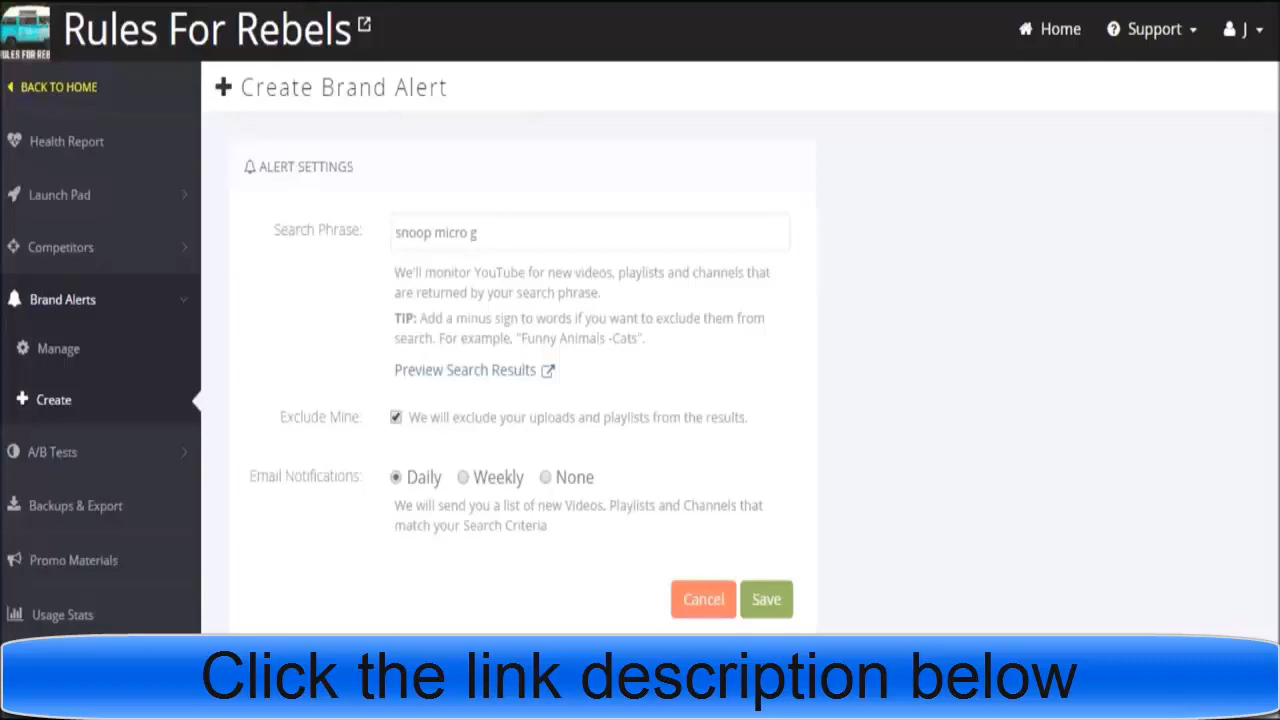 Rules For Rebels
Home
Support
J
RULES FOR REB
BACK TO HOME
Health Report
Launch Pad
Competitors
Brand Alerts
Manage
Create
A/B Tests
Backups & Export
Promo Materials
Usage Stats
Create Brand Alert
ALERT SETTINGS
Search Phrase:
snoop micro g
We'll monitor YouTube for new videos, playlists and channels that
are returned by your search phrase.
TIP: Add a minus sign to words if you want to exclude them from
search. For example, "Funny Animals -Cats".
Preview Search Results
Exclude Mine:
We will exclude your uploads and playlists from the results.
Email Notifications:
Daily
Weekly
None
We will send you a list of new Videos, Playlists and Channels that
match your Search Criteria
Cancel
Save
Click the link description below